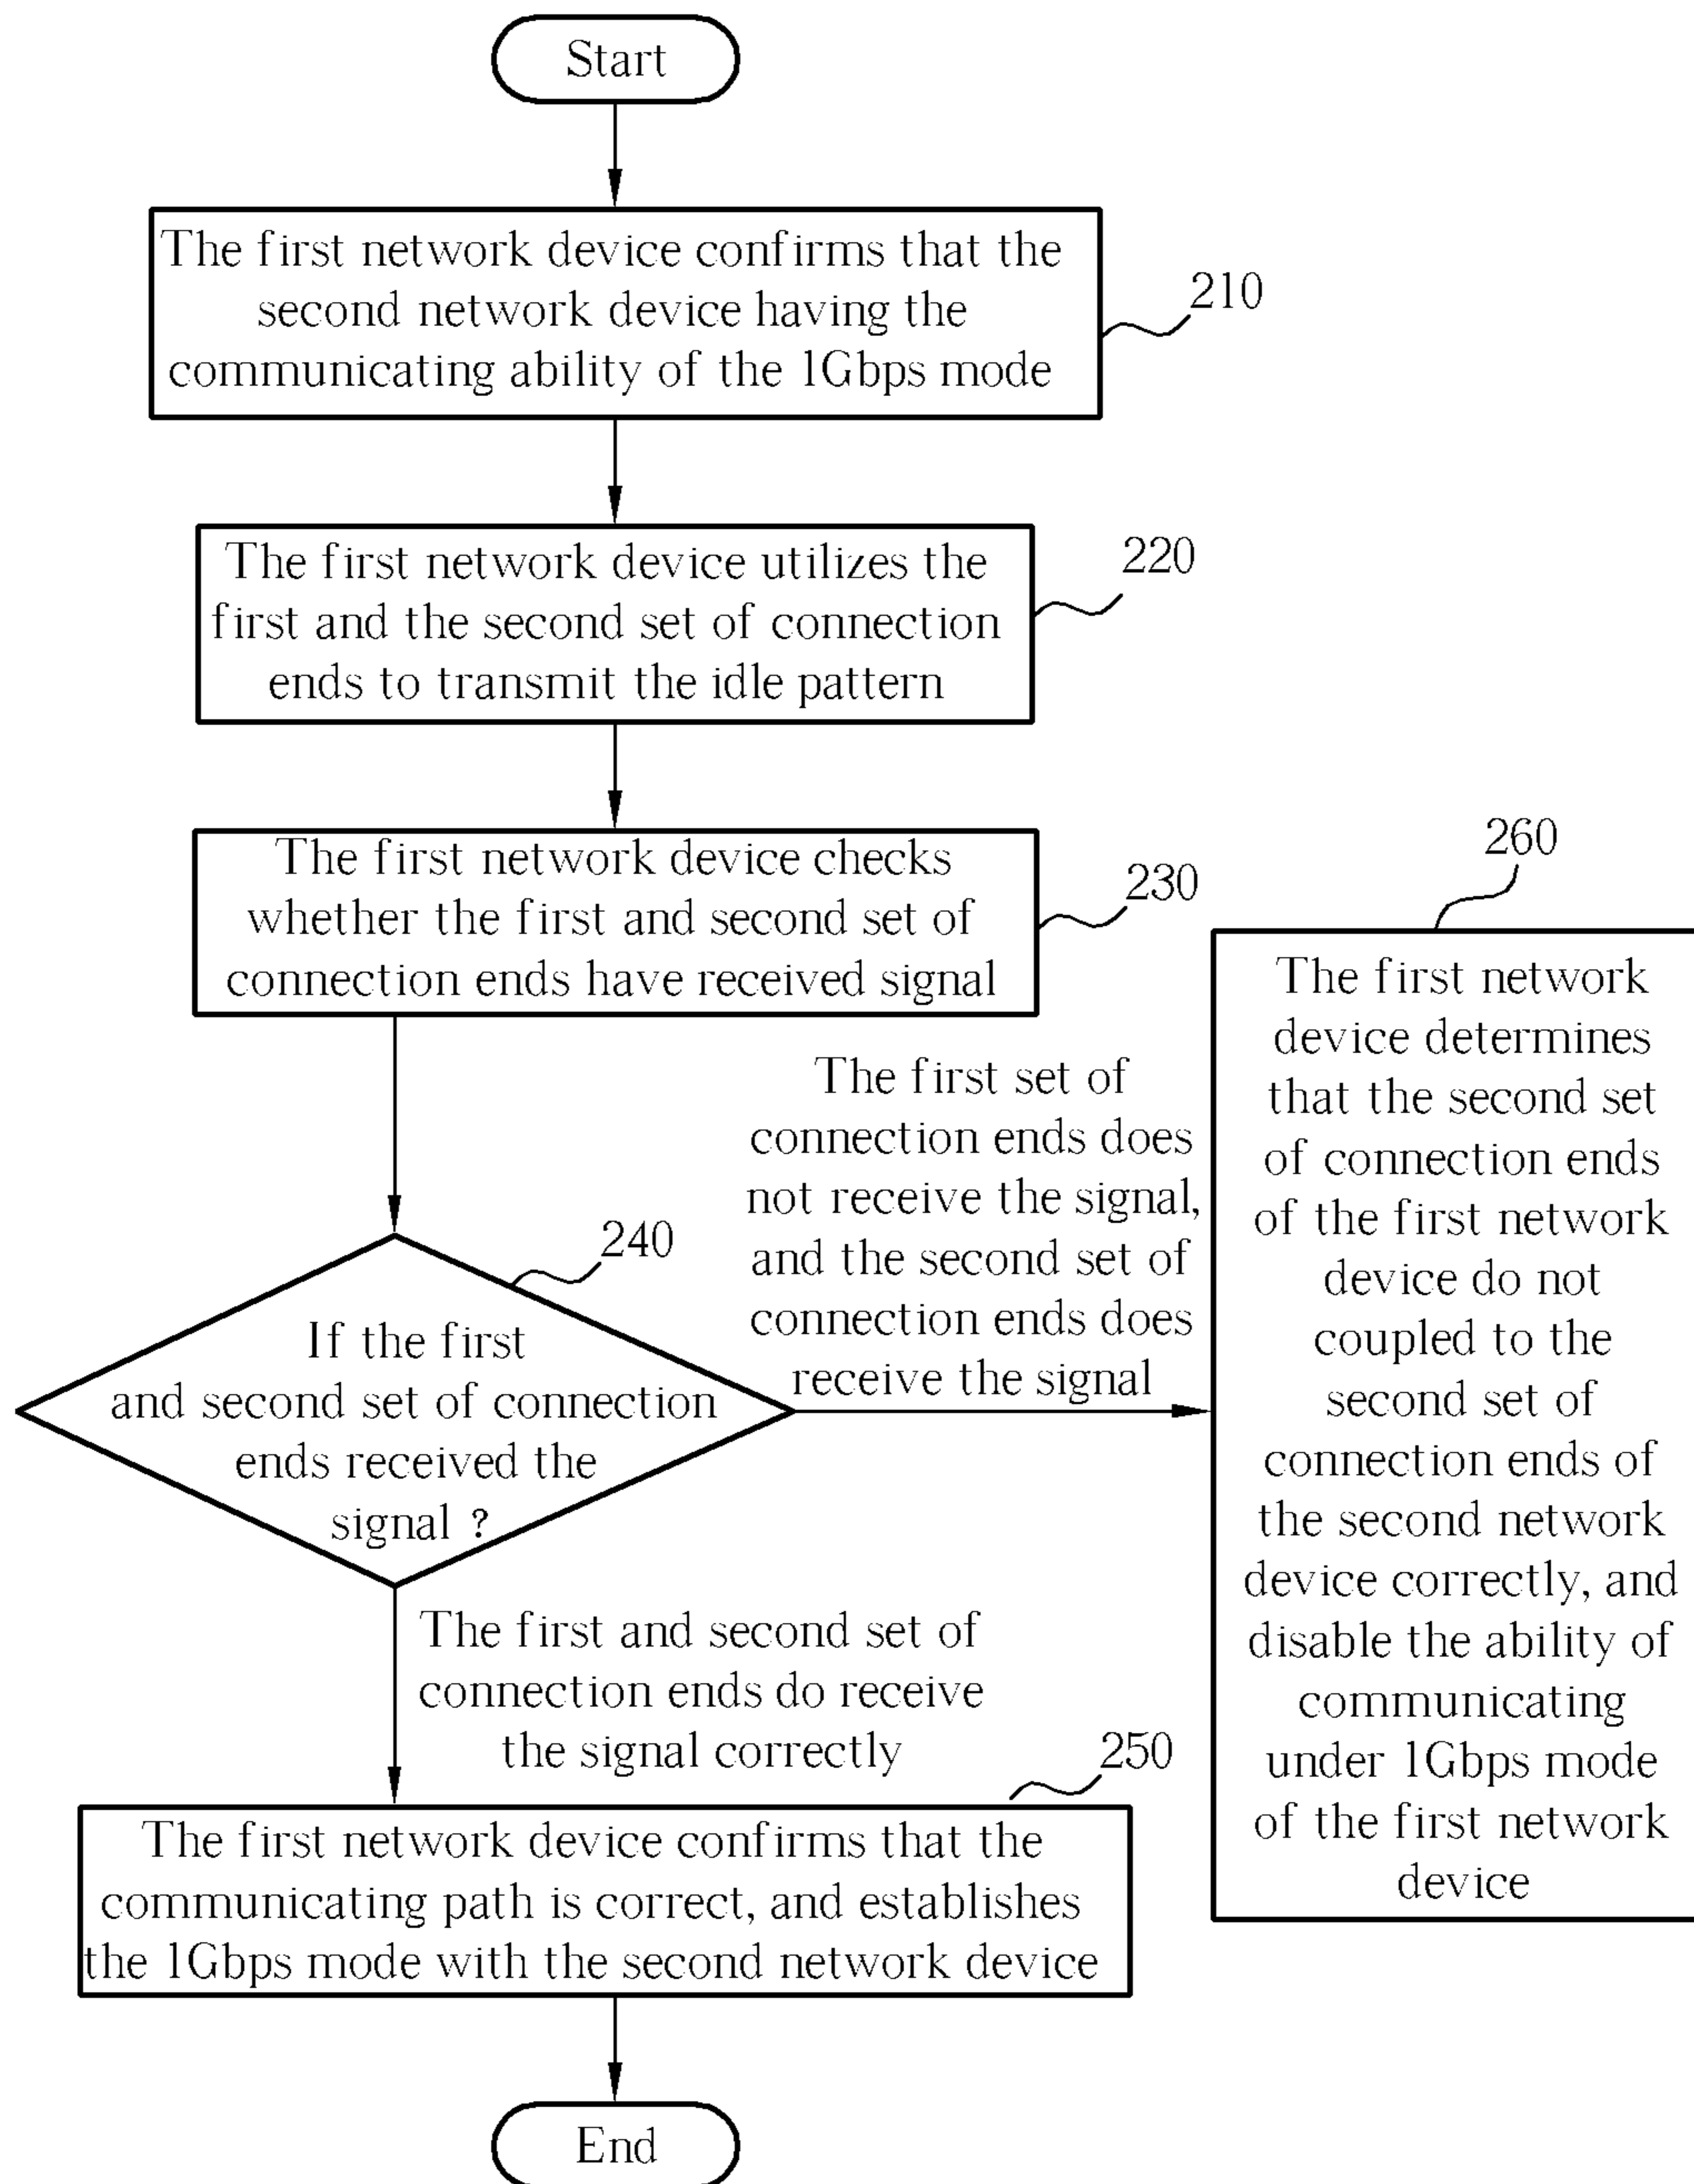 Start
The first network device confirms that the
second network device having the
communicating ability of the 1Gbps mode
210
The first network device utilizes the
first and the second set of connection
ends to transmit the idle pattern
220
The first network device checks
whether the first and second set of
connection ends have received signal
230
If the first
and second set of connection
ends received the
signal ?
240
The first set of
connection ends does
not receive the signal,
and the second set of
connection ends does
receive the signal
260
The first network
device determines
that the second set
of connection ends
of the first network
device do not
coupled to the
second set of
connection ends of
the second network
device correctly, and
disable the ability of
communicating
under 1Gbps mode
of the first network
device
The first and second set of
connection ends do receive
the signal correctly
250
The first network device confirms that the
communicating path is correct, and establishes
the 1Gbps mode with the second network device
End